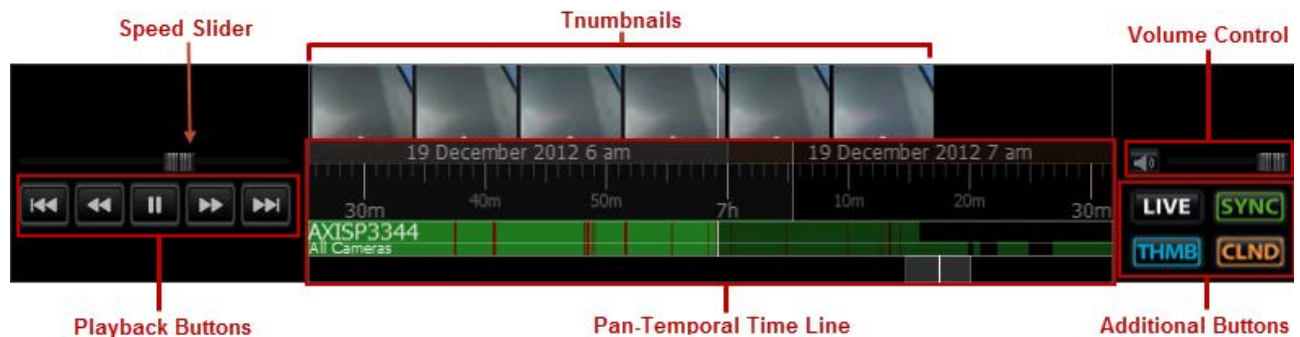 Speed Slider
Tnumbnails
Volume Control
19 December 2012 6 am
19 December 2012 7 am
30m
40m
50m
7h
10m
20m
30m
AXISP3344
All Cameras
LIVE
SYNC
THMB
CLND
Playback Buttons
Pan-Temporal Time Line
Additional Buttons